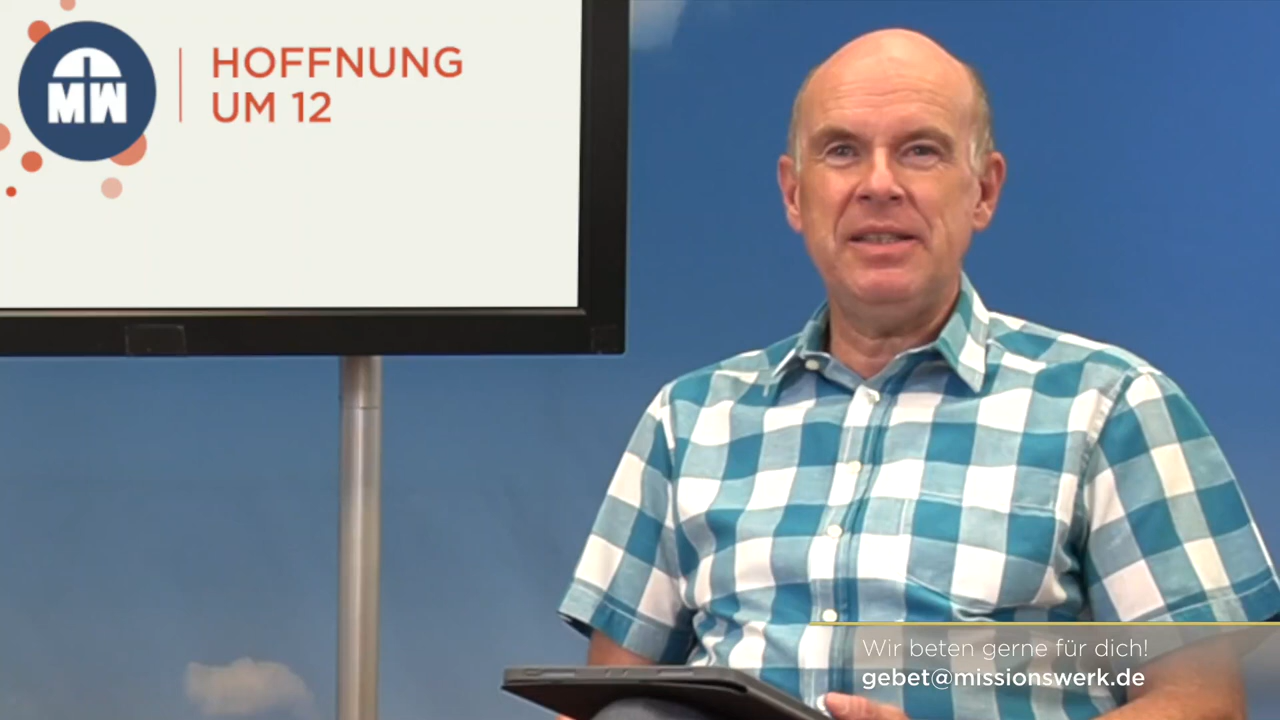 MW
HOFFNUNG
UM 12
Wir beten gerne für dich!
gebet@missionswerk.de